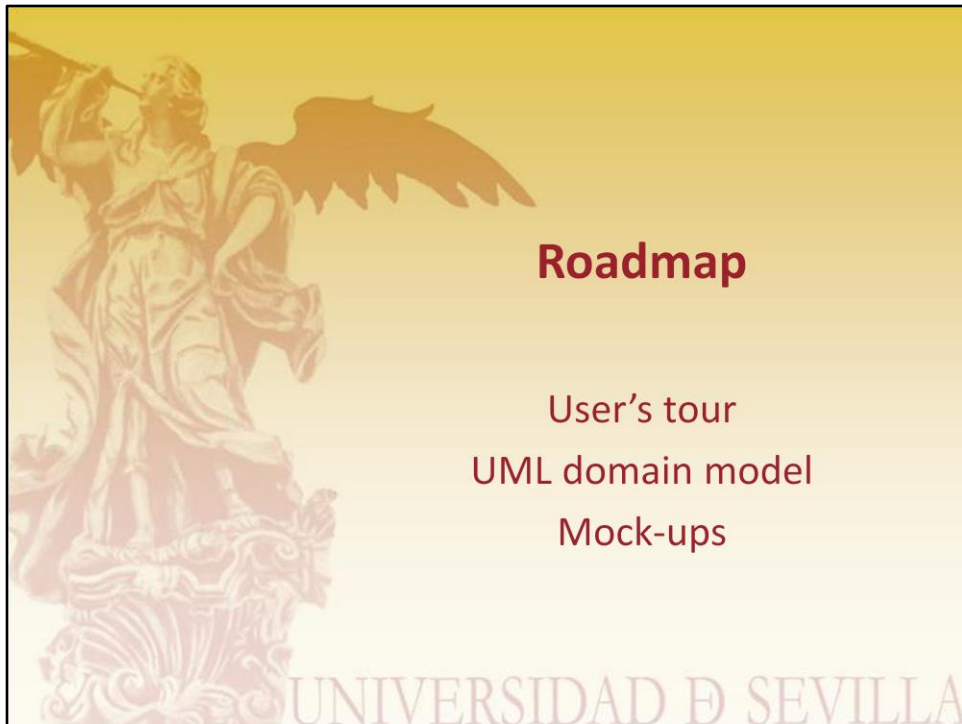 Roadmap
User’s tour
UML domain model
Mock-ups
UNIVERSIDAD Ð SEVILLA